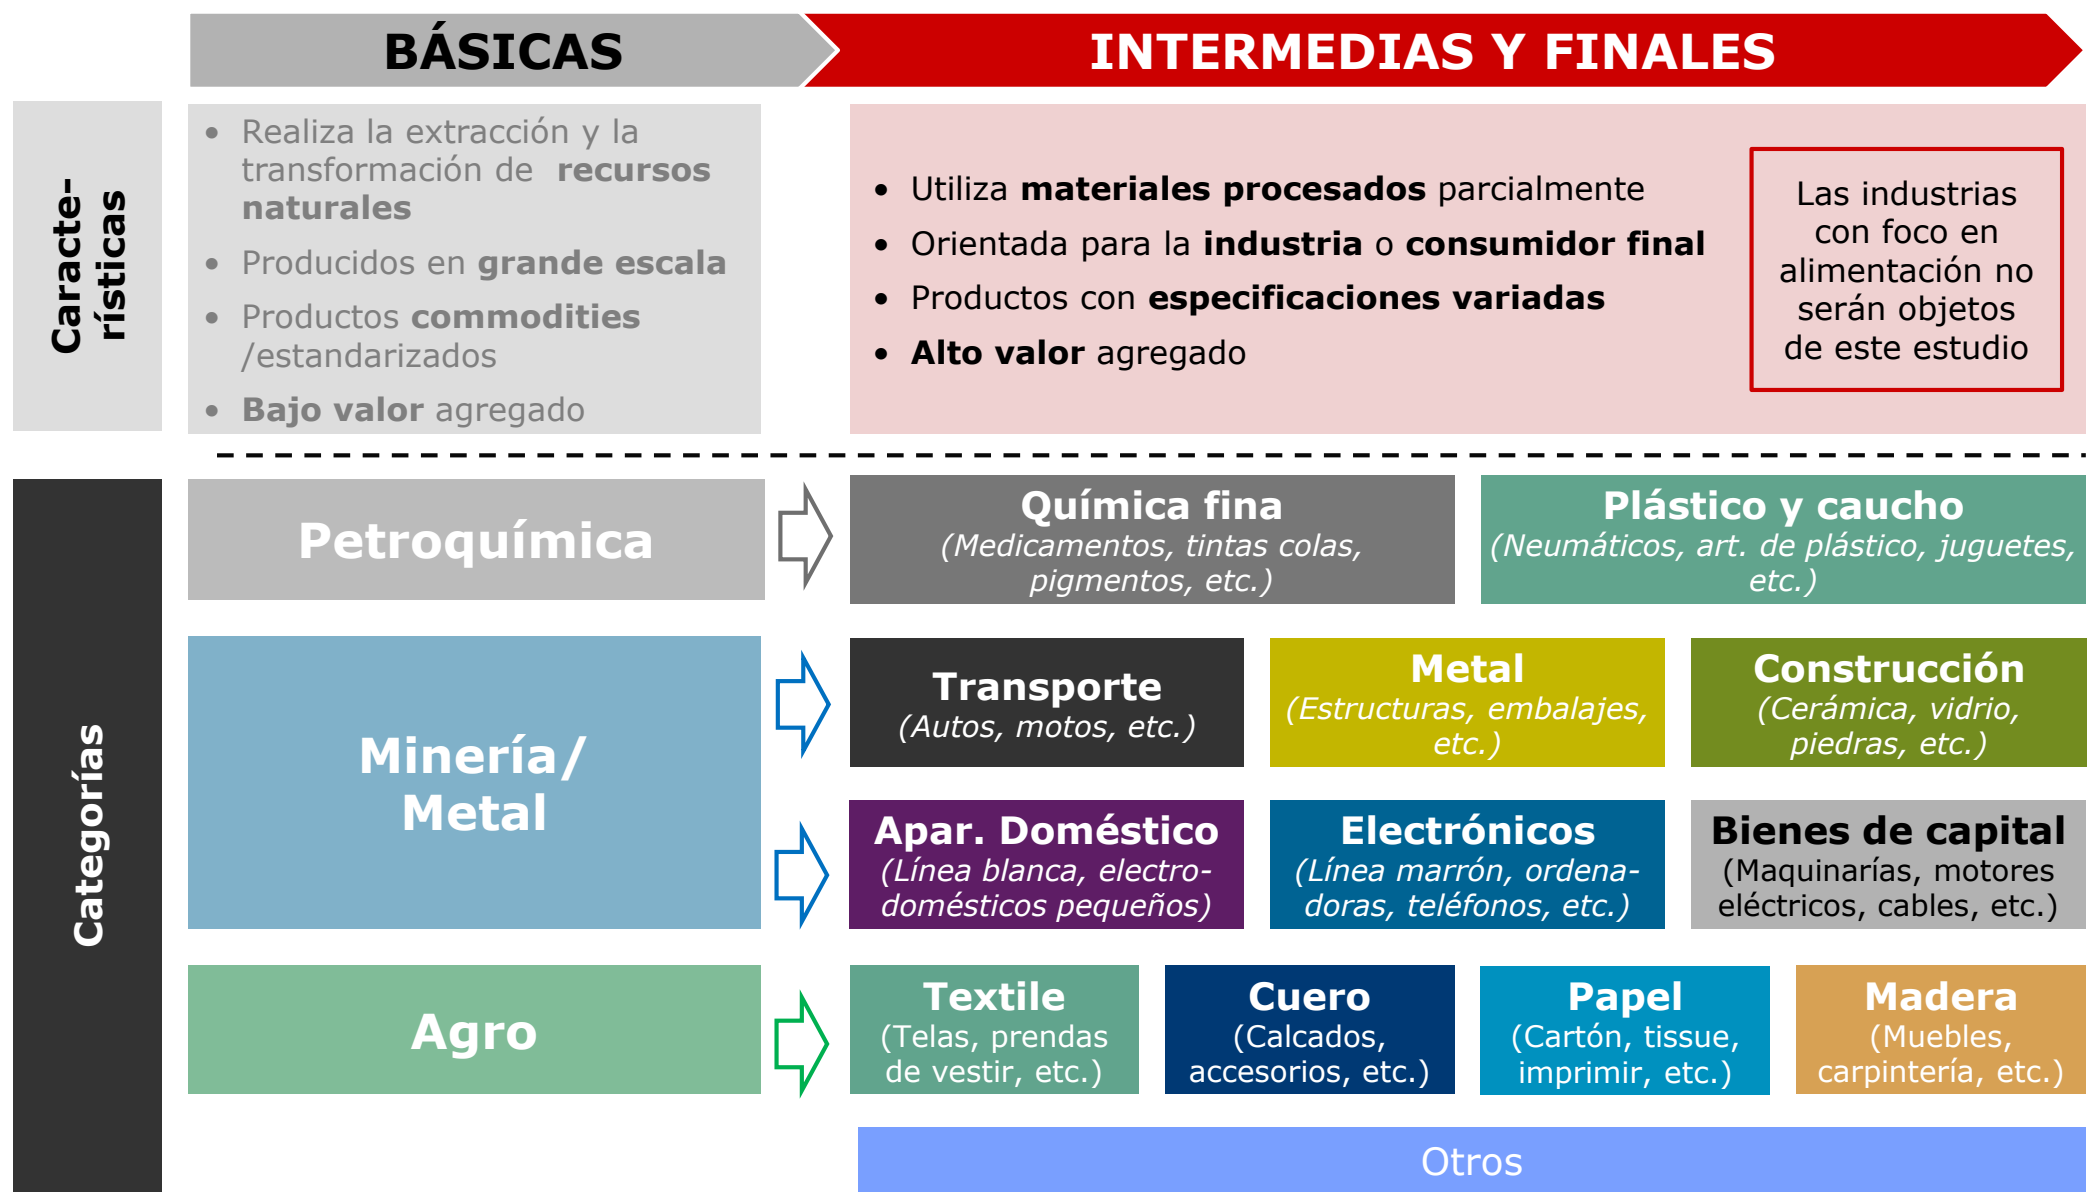 BÁSICAS
INTERMEDIAS Y FINALES
Caracte-
rísticas
• Realiza la extracción y la
transformación de recursos
naturales
• Producidos en grande escala
• Productos commodities
/estandarizados
• Bajo valor agregado
• Utiliza materiales procesados parcialmente
• Orientada para la industria o consumidor final
• Productos con especificaciones variadas
• Alto valor agregado
Las industrias
con foco en
alimentación no
serán objetos
de este estudio
Categorías
Petroquímica
Química fina
(Medicamentos, tintas colas,
pigmentos, etc.)
Plástico y caucho
(Neumáticos, art. de plástico, juguetes,
etc.)
Minería/
Metal
Transporte
(Autos, motos, etc.)
Metal
(Estructuras, embalajes,
etc.)
Construcción
(Cerámica, vidrio,
piedras, etc.)
Apar. Doméstico
(Línea blanca, electro-
domésticos pequeños)
Electrónicos
(Línea marrón, ordena-
doras, teléfonos, etc.)
Bienes de capital
(Maquinarías, motores
eléctricos, cables, etc.)
Agro
Textile
(Telas, prendas
de vestir, etc.)
Cuero
(Calcados,
accesorios, etc.)
Papel
(Cartón, tissue,
imprimir, etc.)
Madera
(Muebles,
carpintería, etc.)
Otros